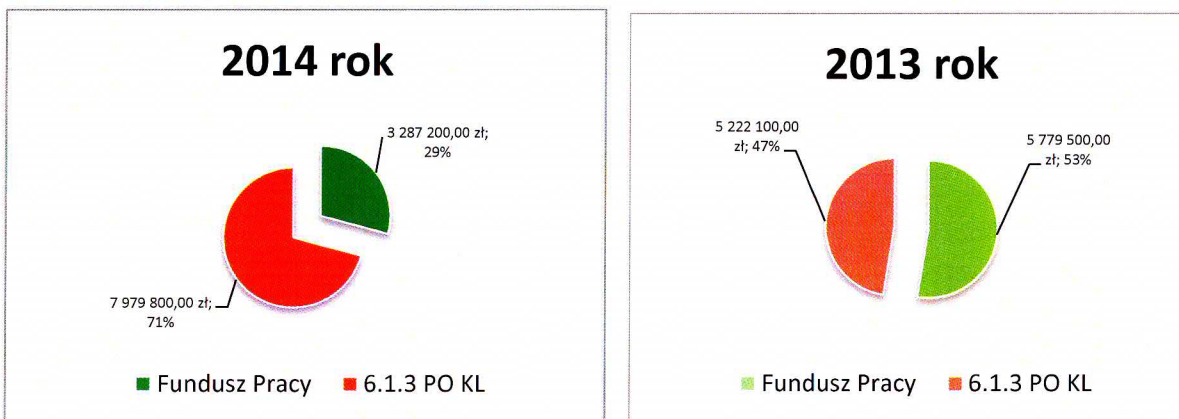 2014 rok
3 287 200,00 zł;
29%
7 979 800,00 zł;
71%
Fundusz Pracy 6.1.3 PO KL
2013 rok
5 222 100,00
zł; 47%
5 779 500,00
zł; 53%
Fundusz Pracy 6.1.3 PO KL